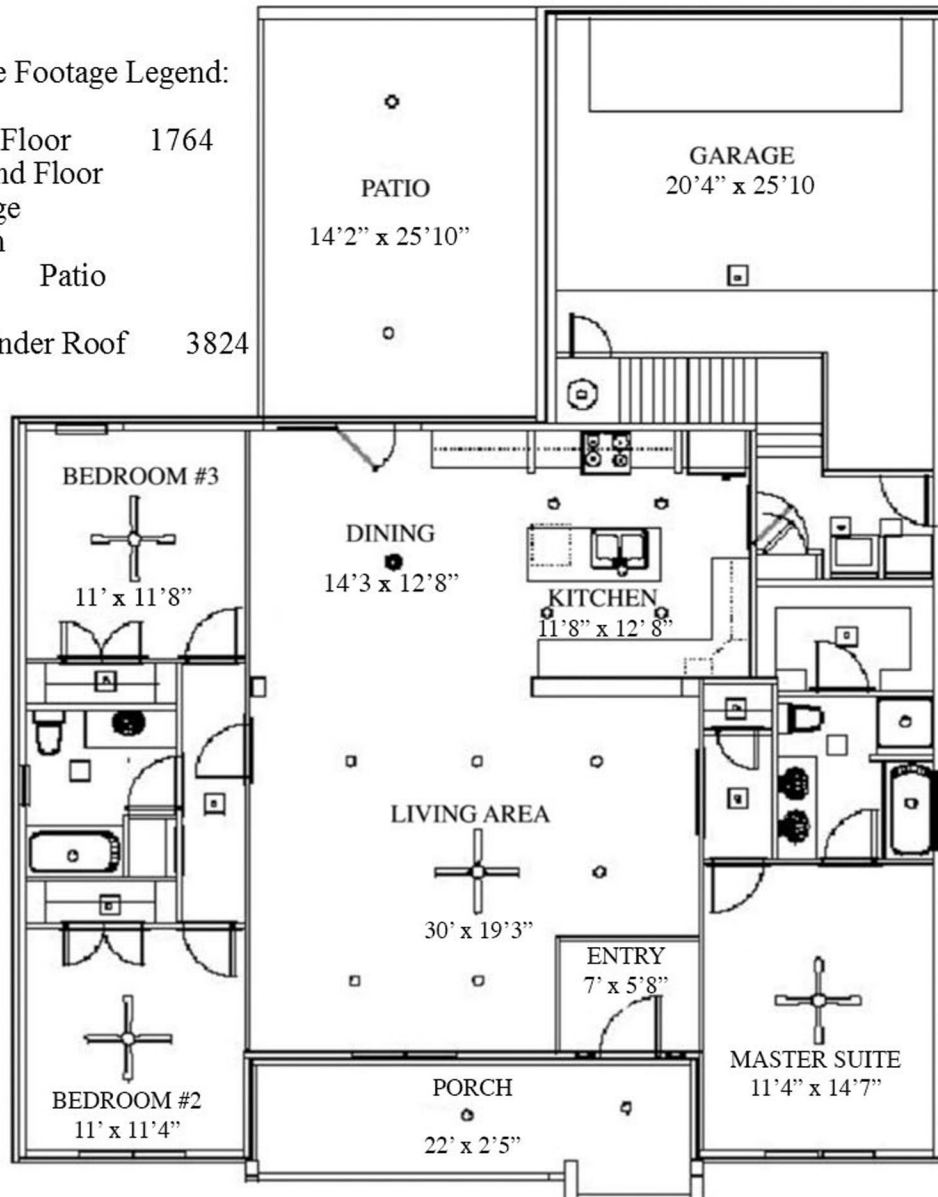 e Footage Legend:
Floor 1764
nd Floor
ge
h
Patio
nder Roof 3824
PATIO
14’2” x 25’10”
GARAGE
20’4” x 25’10
BEDROOM #3
11’ x 11’8”
DINING
14’3 x 12’8”
KITCHEN
11’8” x 12’ 8”
LIVING AREA
30’ x 19’3”
ENTRY
7’ x 5’8”
MASTER SUITE
11’4” x 14’7”
BEDROOM #2
11’ x 11’4”
PORCH
22’ x 2’5”